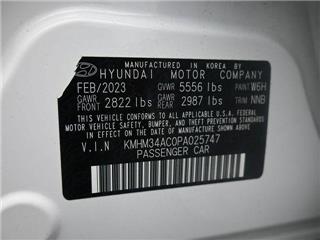 MANUFACTURED IN KOREA BY
HYUNDAI MOTOR COMPANY
FEB/2023 GVWR 5556 lbs PAINT W6H
GAWR FRONT 2822 lbs GAWR REAR 2987 lbs TRIM NNB
THIS VEHICLE CONFORMS TO ALL APPLICABLE
FEDERAL MOTOR VEHICLE SAFETY, BUMPER,
AND THEFT PREVENTION STANDARDS IN EFFECT ON
THE DATE OF MANUFACTURE SHOWN ABOVE.
V.I.N KMHM34AC0PA025747
PASSENGER CAR